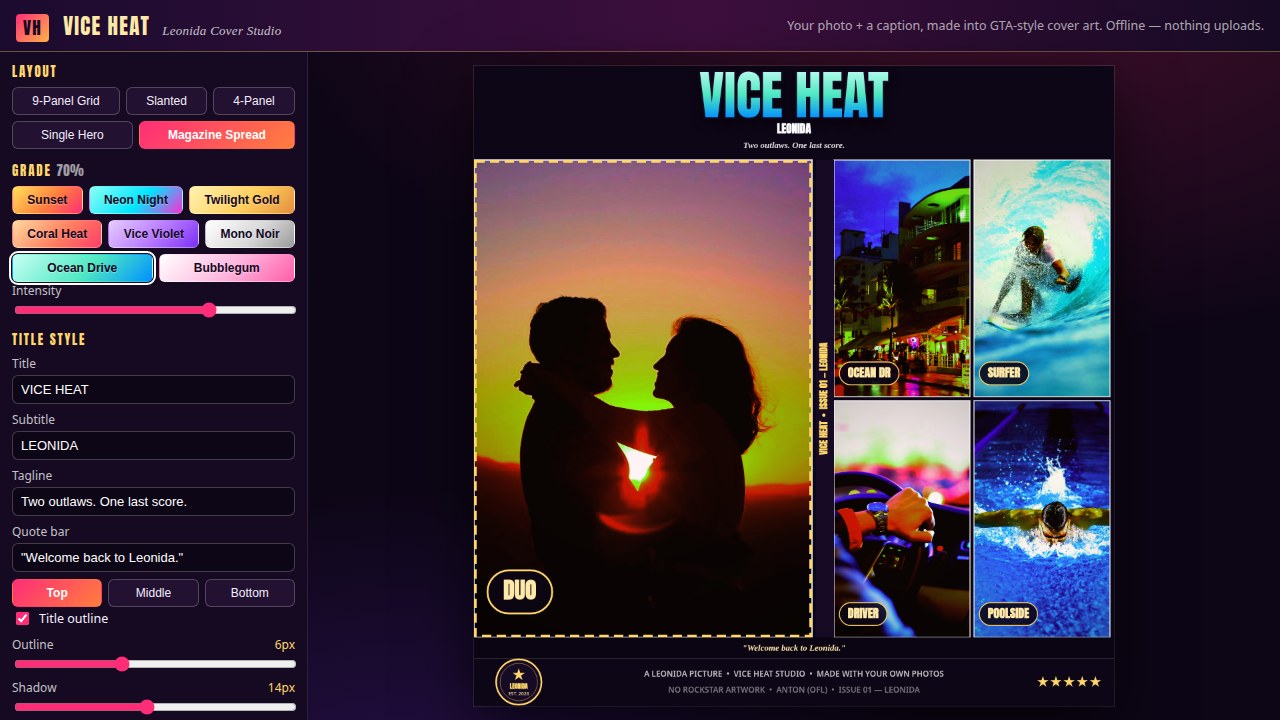 VH VICE HEAT Leonida Cover Studio
Your photo + a caption, made into GTA-style cover art. Offline — nothing uploads.
LAYOUT
9-Panel Grid Slanted 4-Panel
Single Hero Magazine Spread
GRADE 70%
Sunset Neon Night Twilight Gold
Coral Heat Vice Violet Mono Noir
Ocean Drive Bubblegum
Intensity
TITLE STYLE
Title
VICE HEAT
Subtitle
LEONIDA
Tagline
Two outlaws. One last score.
Quote bar
"Welcome back to Leonida."
Top Middle Bottom
Title outline
Outline 6px
Shadow 14px
VICE HEAT
LEONIDA
Two outlaws. One last score.
DUO
VICE HEAT • ISSUE 01 — LEONIDA
OCEAN DR
SURFER
DRIVER
POOLSIDE
"Welcome back to Leonida."
LEONIDA
EST. 2026
A LEONIDA PICTURE • VICE HEAT STUDIO • MADE WITH YOUR OWN PHOTOS
NO ROCKSTAR ARTWORK • ANTON (OFL) • ISSUE 01 — LEONIDA
★★★★★